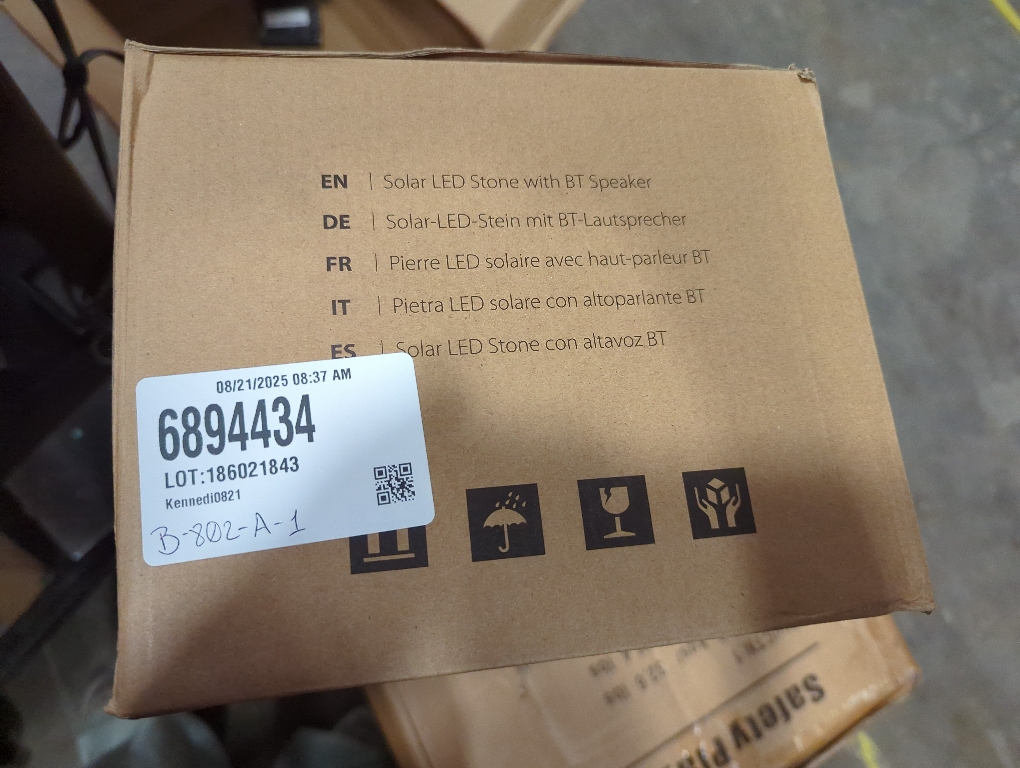 EN | Solar LED Stone with BT Speaker
DE | Solar-LED-Stein mit BT-Lautsprecher
FR | Pierre LED solaire avec haut-parleur BT
IT | Pietra LED solare con altoparlante BT
ES | Solar LED Stone con altavoz BT
08/21/2025 08:37 AM
6894434
LOT:186021843
Kennedi0821
B-802-A-1
Safety